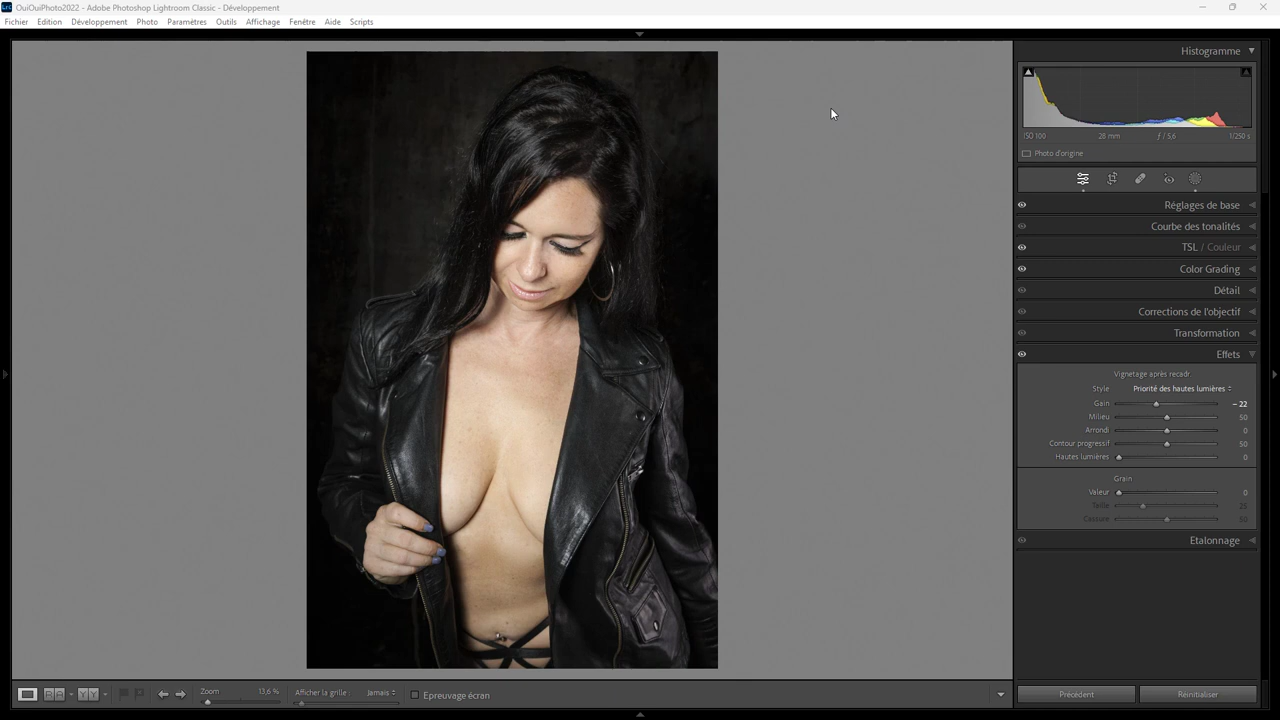 OuiOuiPhoto2022 - Adobe Photoshop Lightroom Classic - Développement
Fichier Edition Développement Photo Paramètres Outils Affichage Fenêtre Aide Scripts
Histogramme
ISO 100 28 mm ƒ / 5,6 1/250 s
Photo d'origine
Réglages de base
Courbe des tonalités
TSL / Couleur
Color Grading
Détail
Corrections de l'objectif
Transformation
Effets
Vignetage après recadr.
Style Priorité des hautes lumières
Gain - 22
Milieu 50
Arrondi 0
Contour progressif 50
Hautes lumières 0
Grain
Valeur 0
Taille 25
Cassure 50
Etalonnage
Zoom 13,6 % Afficher la grille : Jamais Epreuvage écran
Précédent Réinitialiser